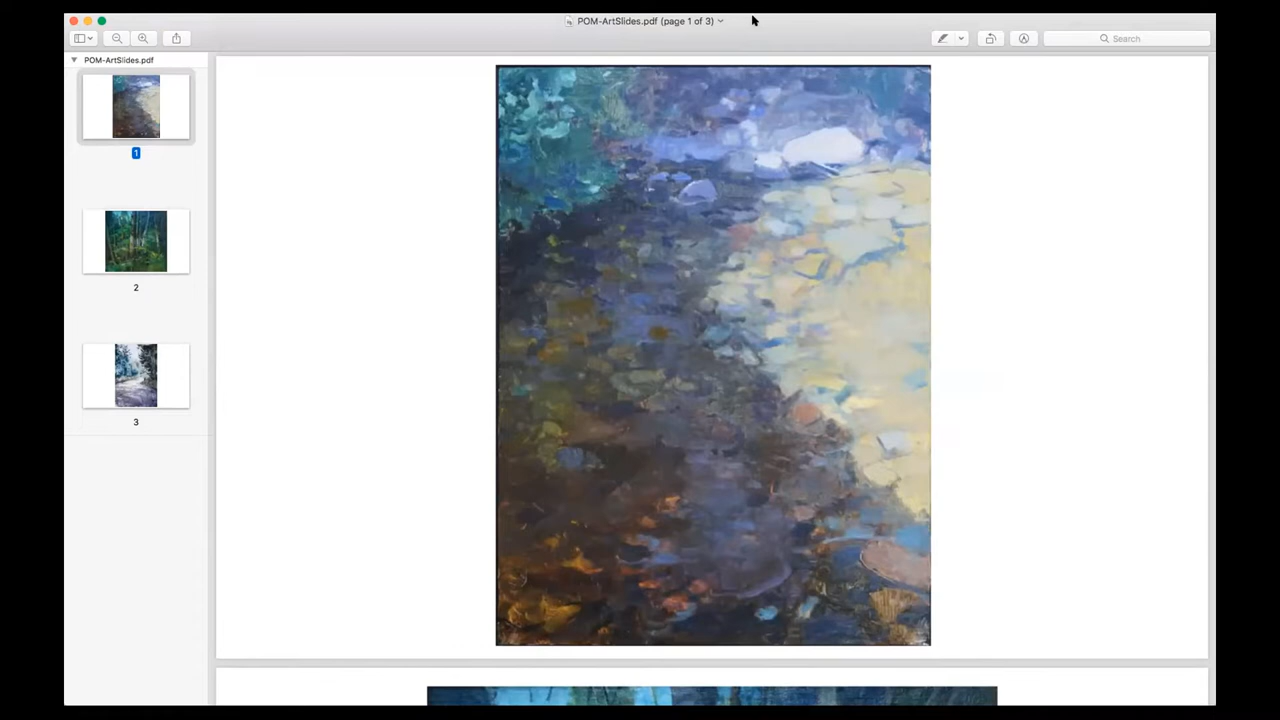 POM-ArtSlides.pdf (page 1 of 3)
Search
POM-ArtSlides.pdf
1
2
3